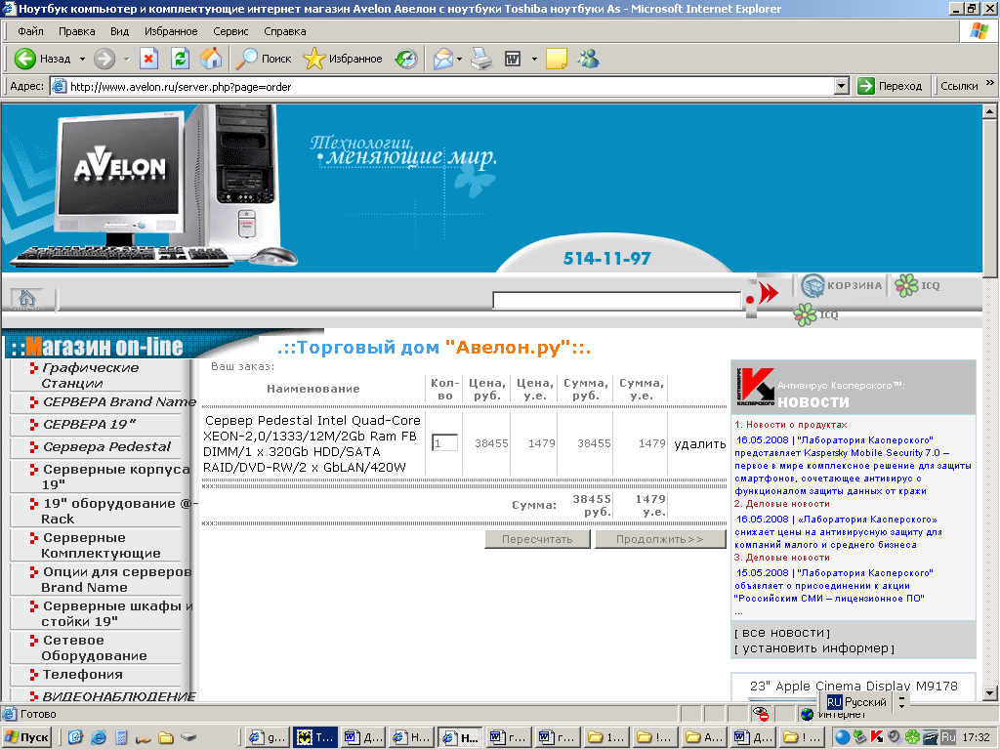 Ноутбук компьютер и комплектующие интернет магазин Avelon Авелон с ноутбуки Toshiba ноутбуки As - Microsoft Internet Explorer
Файл Правка Вид Избранное Сервис Справка
Назад Поиск Избранное
Адрес: http://www.avelon.ru/server.php?page=order Переход Ссылки »
AVELON
COMPUTERS
Технологии,
меняющие мир.
514-11-97
КОРЗИНА ICQ
ICQ
::Магазин on-line
.::Торговый дом "Авелон.ру"::.
Графические
Станции
СЕРВЕРА Brand Name
СЕРВЕРА 19"
Сервера Pedestal
Серверные корпуса
19"
19" оборудование @-
Rack
Серверные
Комплектующие
Опции для серверов
Brand Name
Серверные шкафы и
стойки 19"
Сетевое
Оборудование
Телефония
ВИДЕОНАБЛЮДЕНИЕ
Ваш заказ:
Наименование Кол-во Цена, руб. Цена, у.е. Сумма, руб. Сумма, у.е.
Сервер Pedestal Intel Quad-Core
XEON-2,0/1333/12M/2Gb Ram FB
DIMM/1 x 320Gb HDD/SATA
RAID/DVD-RW/2 x GbLAN/420W
1 38455 1479 38455 1479 удалить
Сумма: 38455 руб. 1479 у.е.
Пересчитать Продолжить>>
АНТИВИРУС
КАСПЕРСКОГО
Антивирус Касперского™:
НОВОСТИ
1. Новости о продуктах
16.05.2008 | "Лаборатория Касперского"
представляет Kaspersky Mobile Security 7.0 –
первое в мире комплексное решение для защиты
смартфонов, сочетающее антивирус с
функционалом защиты данных от кражи
2. Деловые новости
16.05.2008 | «Лаборатория Касперского»
снижает цены на антивирусную защиту для
компаний малого и среднего бизнеса
3. Деловые новости
15.05.2008 | "Лаборатория Касперского"
объявляет о присоединении к акции
"Российским СМИ – лицензионное ПО"
...
[ все новости ]
[ установить информер ]
23" Apple Cinema Display M9178
RU Русский
Готово Интернет
Пуск g... Т... Д... Н... Н... г... г... 1... !... А... Д... !... Ru 17:32